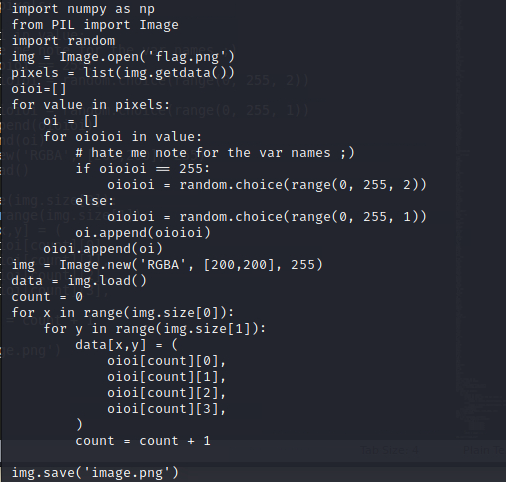 import numpy as np
from PIL import Image
import random
img = Image.open('flag.png')
pixels = list(img.getdata())
oioi=[]
for value in pixels:
    oi = []
    for oioioi in value:
        # hate me note for the var names ;)
        if oioioi == 255:
            oioioi = random.choice(range(0, 255, 2))
        else:
            oioioi = random.choice(range(0, 255, 1))
        oi.append(oioioi)
    oioi.append(oi)
img = Image.new('RGBA', [200,200], 255)
data = img.load()
count = 0
for x in range(img.size[0]):
    for y in range(img.size[1]):
        data[x,y] = (
            oioi[count][0],
            oioi[count][1],
            oioi[count][2],
            oioi[count][3],
        )
        count = count + 1
img.save('image.png')